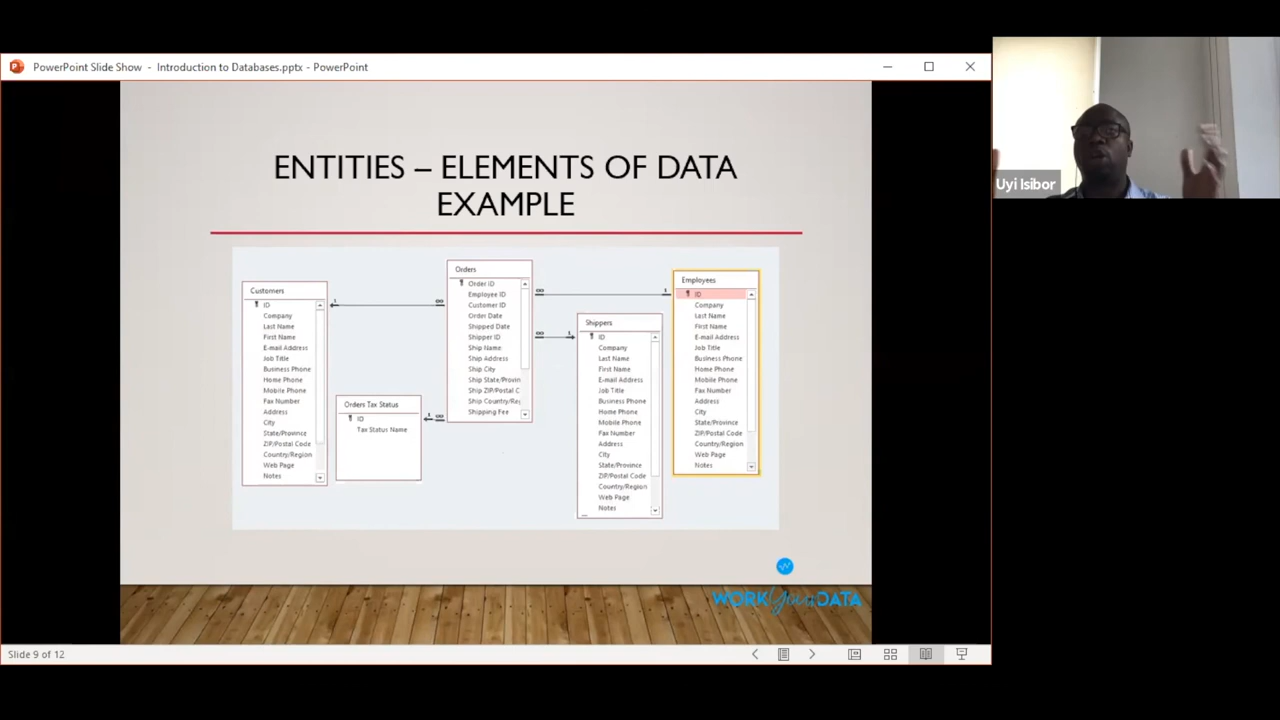 PowerPoint Slide Show - Introduction to Databases.pptx - PowerPoint
Uyi Isibor
ENTITIES – ELEMENTS OF DATA
EXAMPLE
Customers
ID
Company
Last Name
First Name
E-mail Address
Job Title
Business Phone
Home Phone
Mobile Phone
Fax Number
Address
City
State/Province
ZIP/Postal Code
Country/Region
Web Page
Notes
1
∞
Orders Tax Status
ID
Tax Status Name
1
∞
Orders
Order ID
Employee ID
Customer ID
Order Date
Shipped Date
Shipper ID
Ship Name
Ship Address
Ship City
Ship State/Provin
Ship ZIP/Postal C
Ship Country/Reg
Shipping Fee
∞
1
∞
1
Shippers
ID
Company
Last Name
First Name
E-mail Address
Job Title
Business Phone
Home Phone
Mobile Phone
Fax Number
Address
City
State/Province
ZIP/Postal Code
Country/Region
Web Page
Notes
Employees
ID
Company
Last Name
First Name
E-mail Address
Job Title
Business Phone
Home Phone
Mobile Phone
Fax Number
Address
City
State/Province
ZIP/Postal Code
Country/Region
Web Page
Notes
WORK Your DATA
Slide 9 of 12